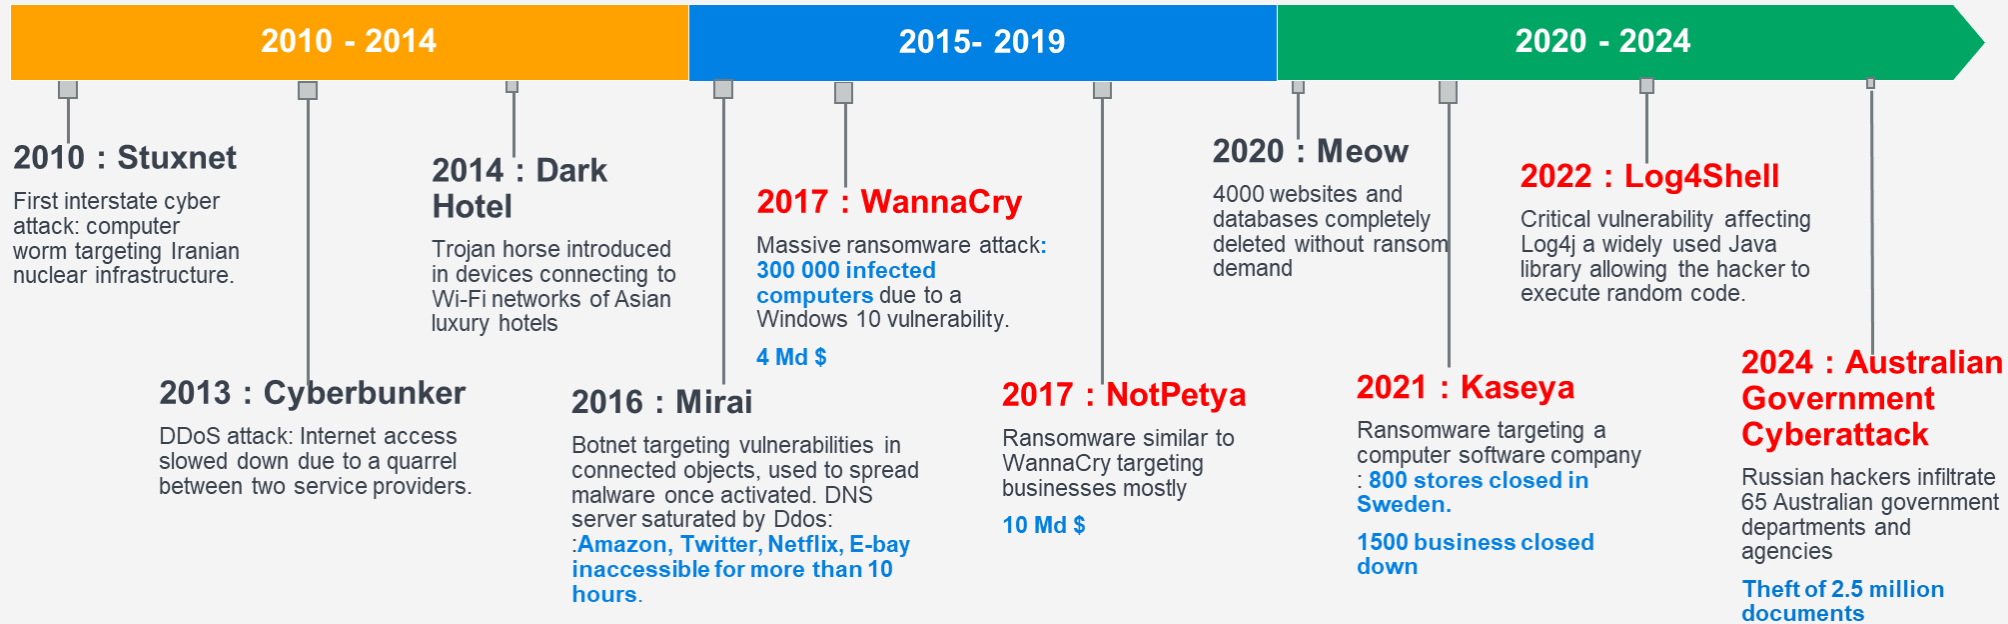 2010 - 2014
2015- 2019
2020 - 2024
2010 : Stuxnet
First interstate cyber
attack: computer
worm targeting Iranian
nuclear infrastructure.
2013 : Cyberbunker
DDoS attack: Internet access
slowed down due to a quarrel
between two service providers.
2014 : Dark
Hotel
Trojan horse introduced
in devices connecting to
Wi-Fi networks of Asian
luxury hotels
2016 : Mirai
Botnet targeting vulnerabilities in
connected objects, used to spread
malware once activated. DNS
server saturated by Ddos:
:Amazon, Twitter, Netflix, E-bay
inaccessible for more than 10
hours.
2017 : WannaCry
Massive ransomware attack:
300 000 infected
computers due to a
Windows 10 vulnerability.
4 Md $
2017 : NotPetya
Ransomware similar to
WannaCry targeting
businesses mostly
10 Md $
2020 : Meow
4000 websites and
databases completely
deleted without ransom
demand
2021 : Kaseya
Ransomware targeting a
computer software company
: 800 stores closed in
Sweden.
1500 business closed
down
2022 : Log4Shell
Critical vulnerability affecting
Log4j a widely used Java
library allowing the hacker to
execute random code.
2024 : Australian
Government
Cyberattack
Russian hackers infiltrate
65 Australian government
departments and
agencies
Theft of 2.5 million
documents